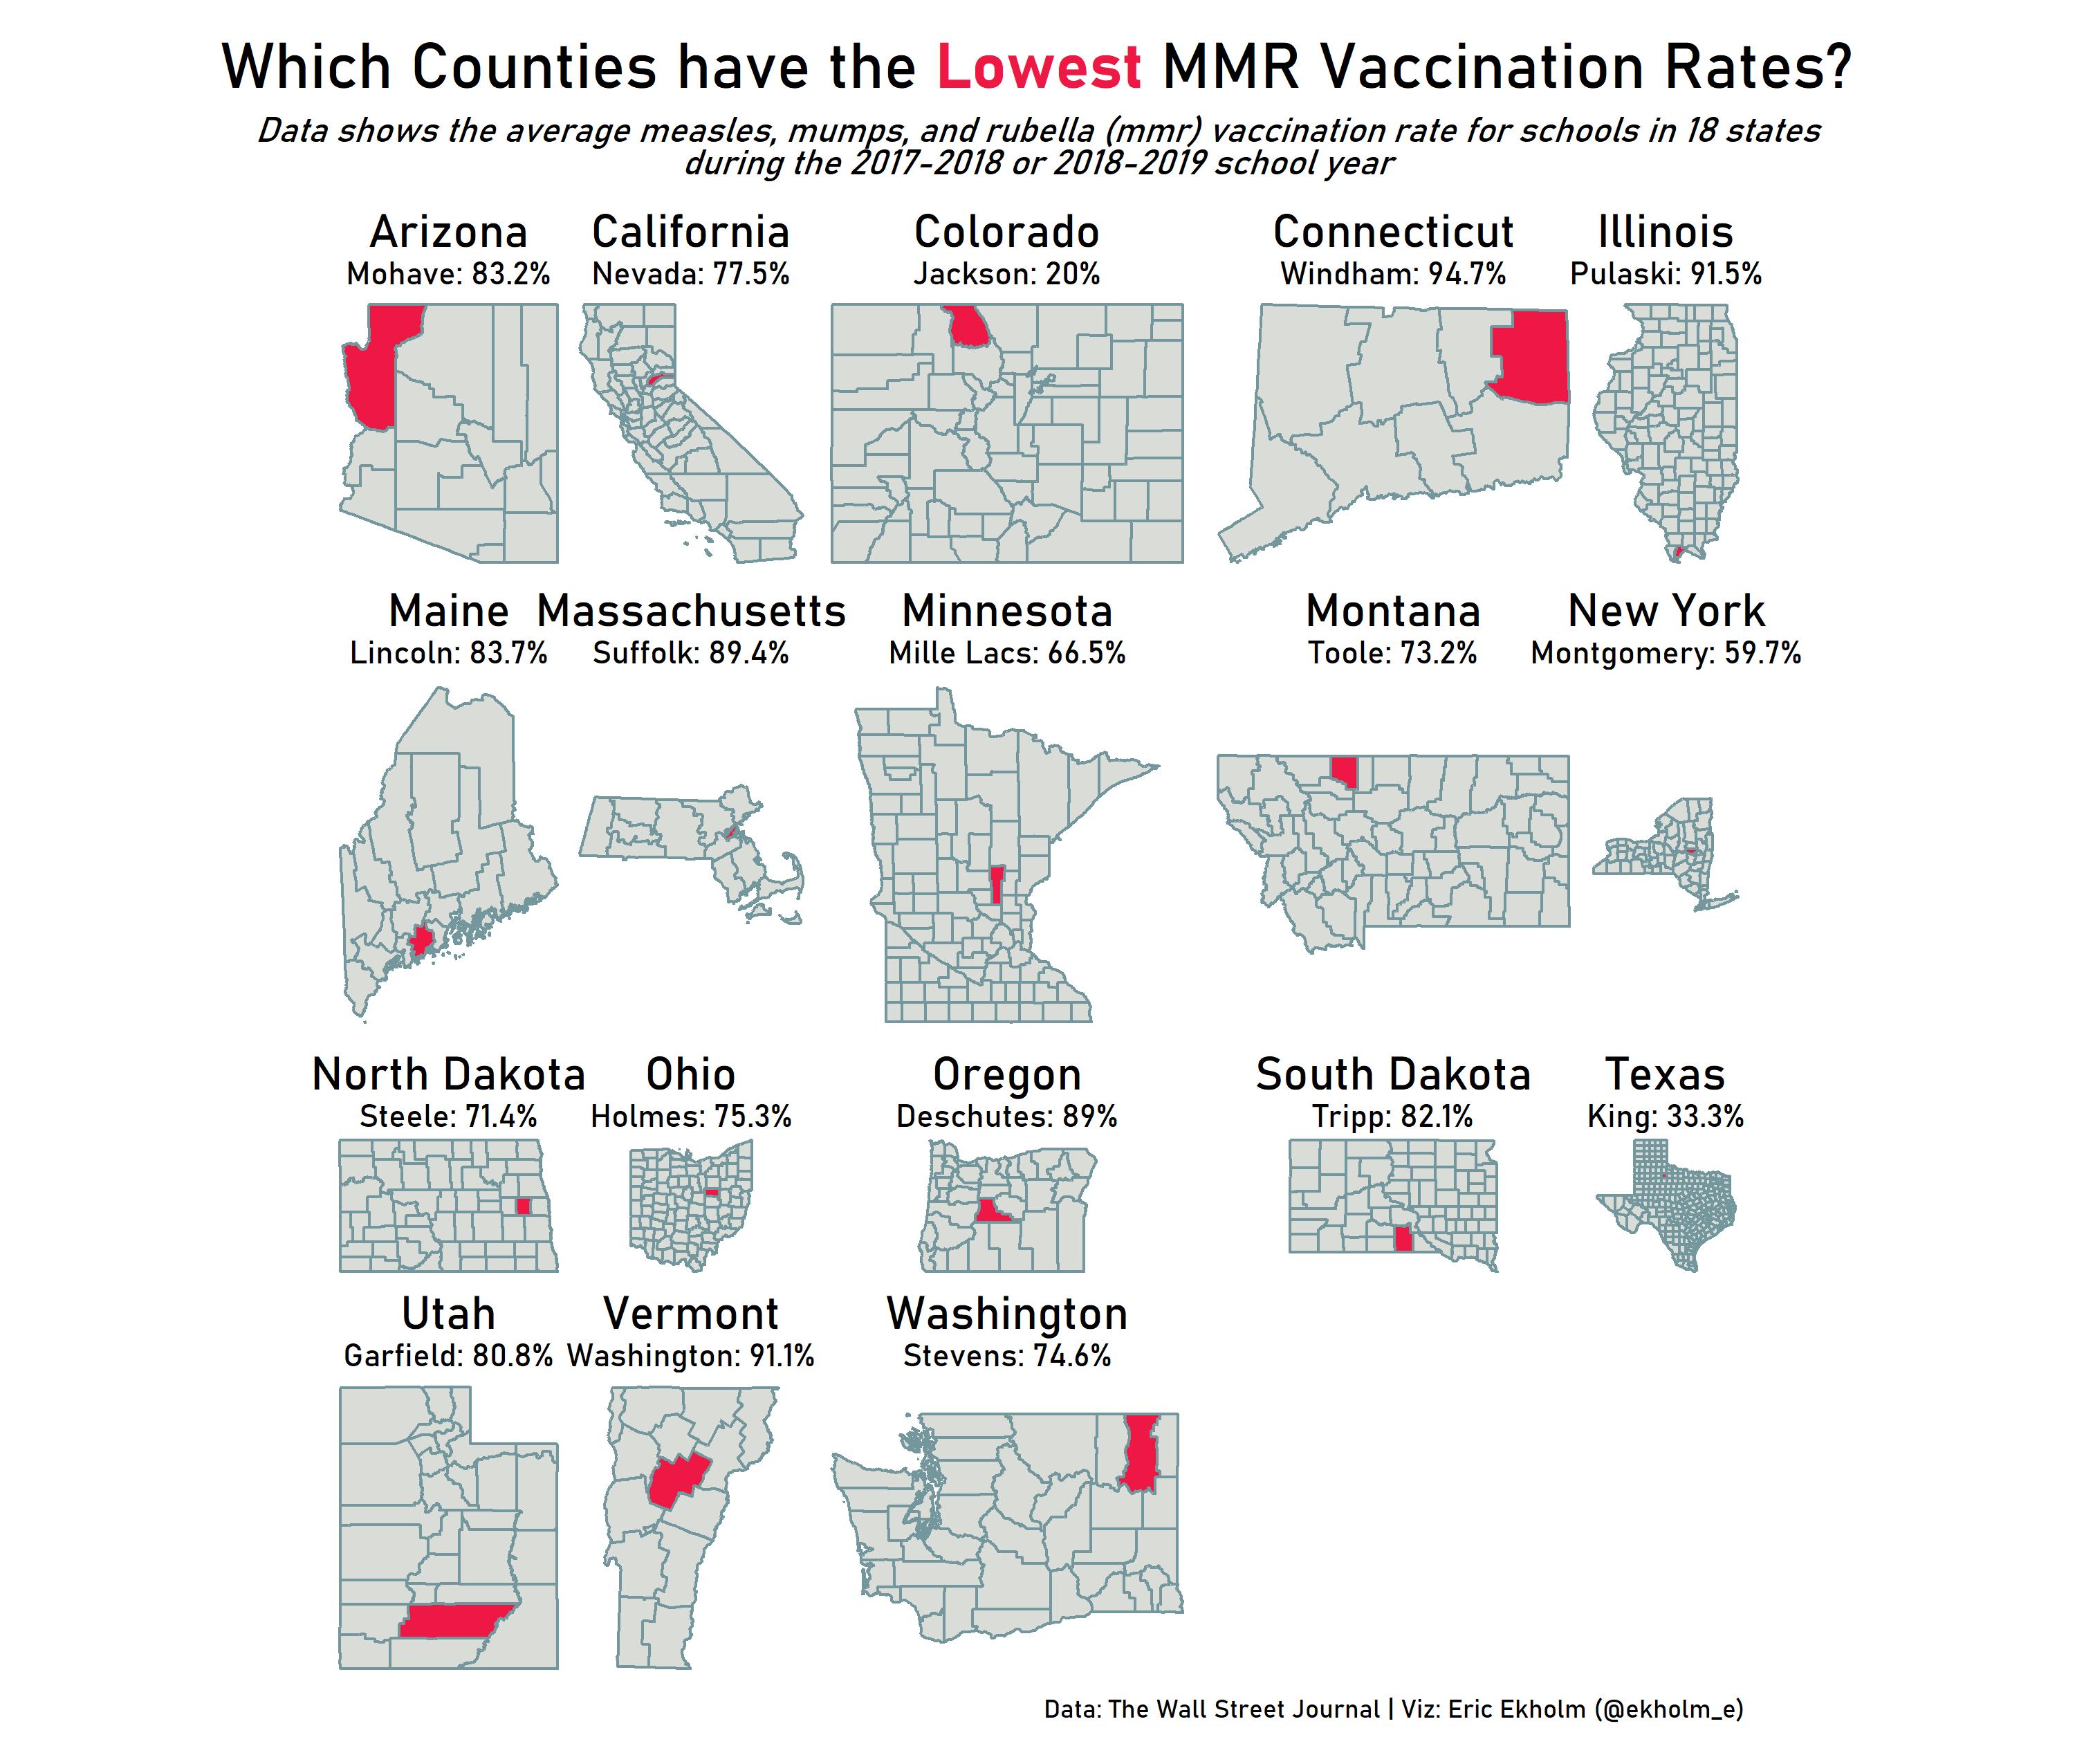 Which Counties have the Lowest MMR Vaccination Rates?
Data shows the average measles, mumps, and rubella (mmr) vaccination rate for schools in 18 states
during the 2017-2018 or 2018-2019 school year
Arizona
Mohave: 83.2%
California
Nevada: 77.5%
Colorado
Jackson: 20%
Connecticut
Windham: 94.7%
Illinois
Pulaski: 91.5%
Maine
Lincoln: 83.7%
Massachusetts
Suffolk: 89.4%
Minnesota
Mille Lacs: 66.5%
Montana
Toole: 73.2%
New York
Montgomery: 59.7%
North Dakota
Steele: 71.4%
Ohio
Holmes: 75.3%
Oregon
Deschutes: 89%
South Dakota
Tripp: 82.1%
Texas
King: 33.3%
Utah
Garfield: 80.8%
Vermont
Washington: 91.1%
Washington
Stevens: 74.6%
Data: The Wall Street Journal | Viz: Eric Ekholm (@ekholm_e)